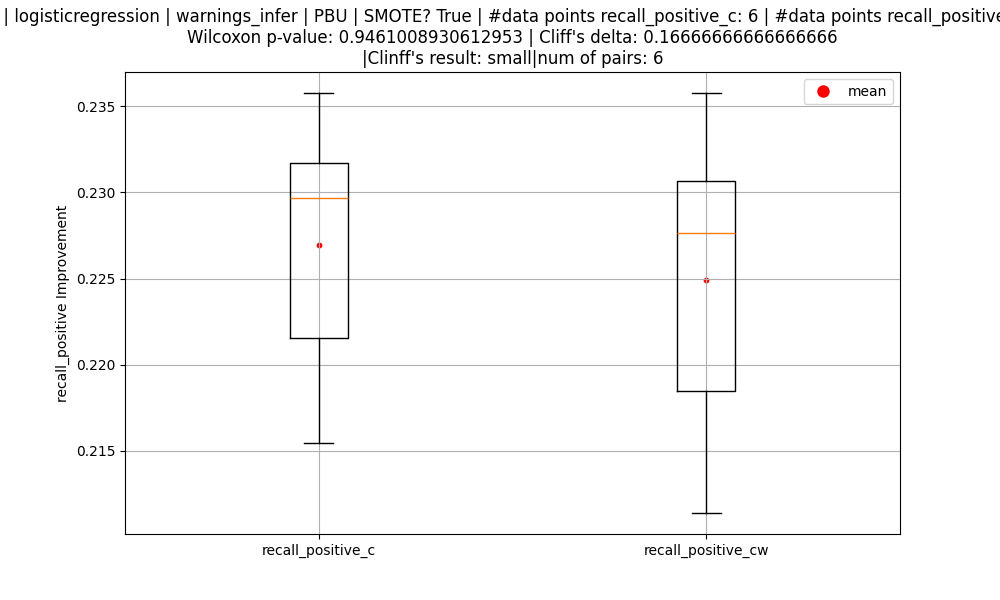 | logisticregression | warnings_infer | PBU | SMOTE? True | #data points recall_positive_c: 6 | #data points recall_positive
Wilcoxon p-value: 0.9461008930612953 | Cliff's delta: 0.16666666666666666
|Clinff's result: small|num of pairs: 6
mean
0.235
0.230
0.225
0.220
0.215
recall_positive Improvement
recall_positive_c
recall_positive_cw